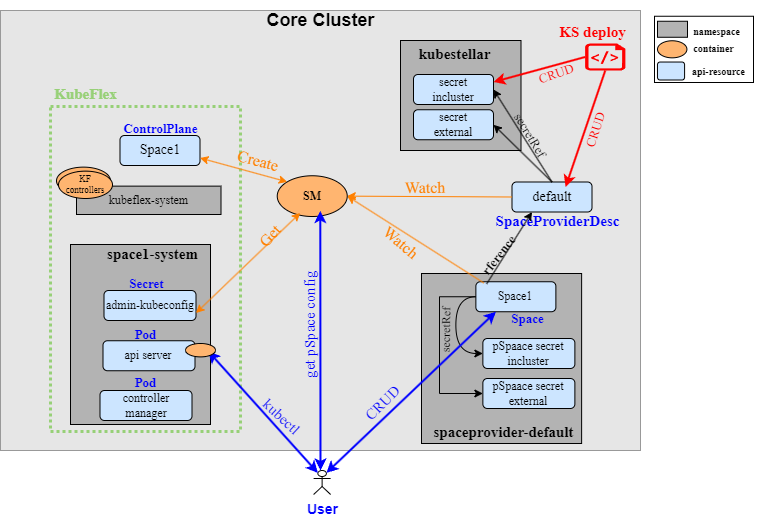 Core Cluster
KS deploy
</>
namespace
container
api-resource
kubestellar
secret
incluster
secret
external
CRUD
CRUD
secretRef
KubeFlex
ControlPlane
Space1
Create
KF
controllers
kubeflex-system
SM
Watch
default
SpaceProviderDesc
Get
Watch
rference
space1-system
Secret
admin-kubeconfig
Pod
api server
Pod
controller
manager
get pSpace config
Space1
Space
secretRef
pSpaace secret
incluster
pSpaace secret
external
spaceprovider-default
kubectl
CRUD
User